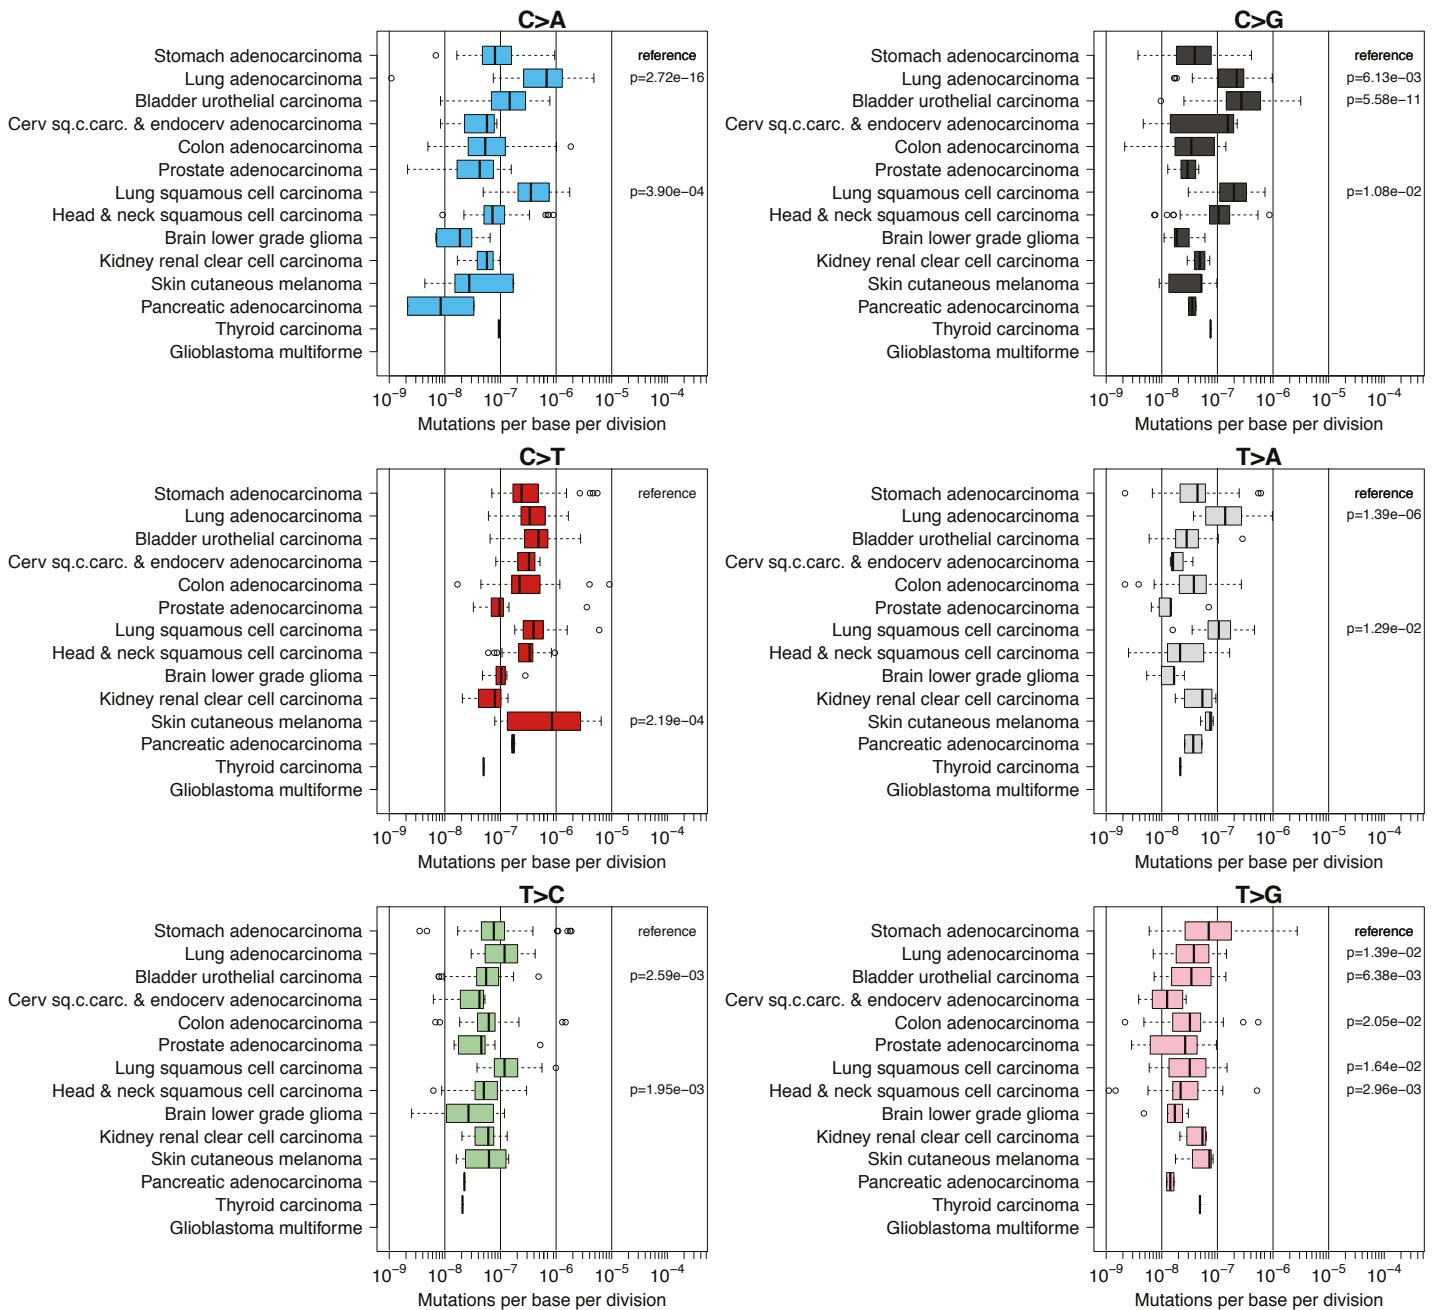 C>A
Stomach adenocarcinoma reference
Lung adenocarcinoma p=2.72e−16
Bladder urothelial carcinoma
Cerv sq.c.carc. & endocerv adenocarcinoma
Colon adenocarcinoma
Prostate adenocarcinoma
Lung squamous cell carcinoma p=3.90e−04
Head & neck squamous cell carcinoma
Brain lower grade glioma
Kidney renal clear cell carcinoma
Skin cutaneous melanoma
Pancreatic adenocarcinoma
Thyroid carcinoma
Glioblastoma multiforme
10−9 10−8 10−7 10−6 10−5 10−4
Mutations per base per division
C>G
Stomach adenocarcinoma reference
Lung adenocarcinoma p=6.13e−03
Bladder urothelial carcinoma p=5.58e−11
Cerv sq.c.carc. & endocerv adenocarcinoma
Colon adenocarcinoma
Prostate adenocarcinoma
Lung squamous cell carcinoma p=1.08e−02
Head & neck squamous cell carcinoma
Brain lower grade glioma
Kidney renal clear cell carcinoma
Skin cutaneous melanoma
Pancreatic adenocarcinoma
Thyroid carcinoma
Glioblastoma multiforme
10−9 10−8 10−7 10−6 10−5 10−4
Mutations per base per division
C>T
Stomach adenocarcinoma reference
Lung adenocarcinoma
Bladder urothelial carcinoma
Cerv sq.c.carc. & endocerv adenocarcinoma
Colon adenocarcinoma
Prostate adenocarcinoma
Lung squamous cell carcinoma
Head & neck squamous cell carcinoma
Brain lower grade glioma
Kidney renal clear cell carcinoma
Skin cutaneous melanoma p=2.19e−04
Pancreatic adenocarcinoma
Thyroid carcinoma
Glioblastoma multiforme
10−9 10−8 10−7 10−6 10−5 10−4
Mutations per base per division
T>A
Stomach adenocarcinoma reference
Lung adenocarcinoma p=1.39e−06
Bladder urothelial carcinoma
Cerv sq.c.carc. & endocerv adenocarcinoma
Colon adenocarcinoma
Prostate adenocarcinoma
Lung squamous cell carcinoma p=1.29e−02
Head & neck squamous cell carcinoma
Brain lower grade glioma
Kidney renal clear cell carcinoma
Skin cutaneous melanoma
Pancreatic adenocarcinoma
Thyroid carcinoma
Glioblastoma multiforme
10−9 10−8 10−7 10−6 10−5 10−4
Mutations per base per division
T>C
Stomach adenocarcinoma reference
Lung adenocarcinoma
Bladder urothelial carcinoma p=2.59e−03
Cerv sq.c.carc. & endocerv adenocarcinoma
Colon adenocarcinoma
Prostate adenocarcinoma
Lung squamous cell carcinoma
Head & neck squamous cell carcinoma p=1.95e−03
Brain lower grade glioma
Kidney renal clear cell carcinoma
Skin cutaneous melanoma
Pancreatic adenocarcinoma
Thyroid carcinoma
Glioblastoma multiforme
10−9 10−8 10−7 10−6 10−5 10−4
Mutations per base per division
T>G
Stomach adenocarcinoma reference
Lung adenocarcinoma p=1.39e−02
Bladder urothelial carcinoma p=6.38e−03
Cerv sq.c.carc. & endocerv adenocarcinoma
Colon adenocarcinoma p=2.05e−02
Prostate adenocarcinoma
Lung squamous cell carcinoma p=1.64e−02
Head & neck squamous cell carcinoma p=2.96e−03
Brain lower grade glioma
Kidney renal clear cell carcinoma
Skin cutaneous melanoma
Pancreatic adenocarcinoma
Thyroid carcinoma
Glioblastoma multiforme
10−9 10−8 10−7 10−6 10−5 10−4
Mutations per base per division